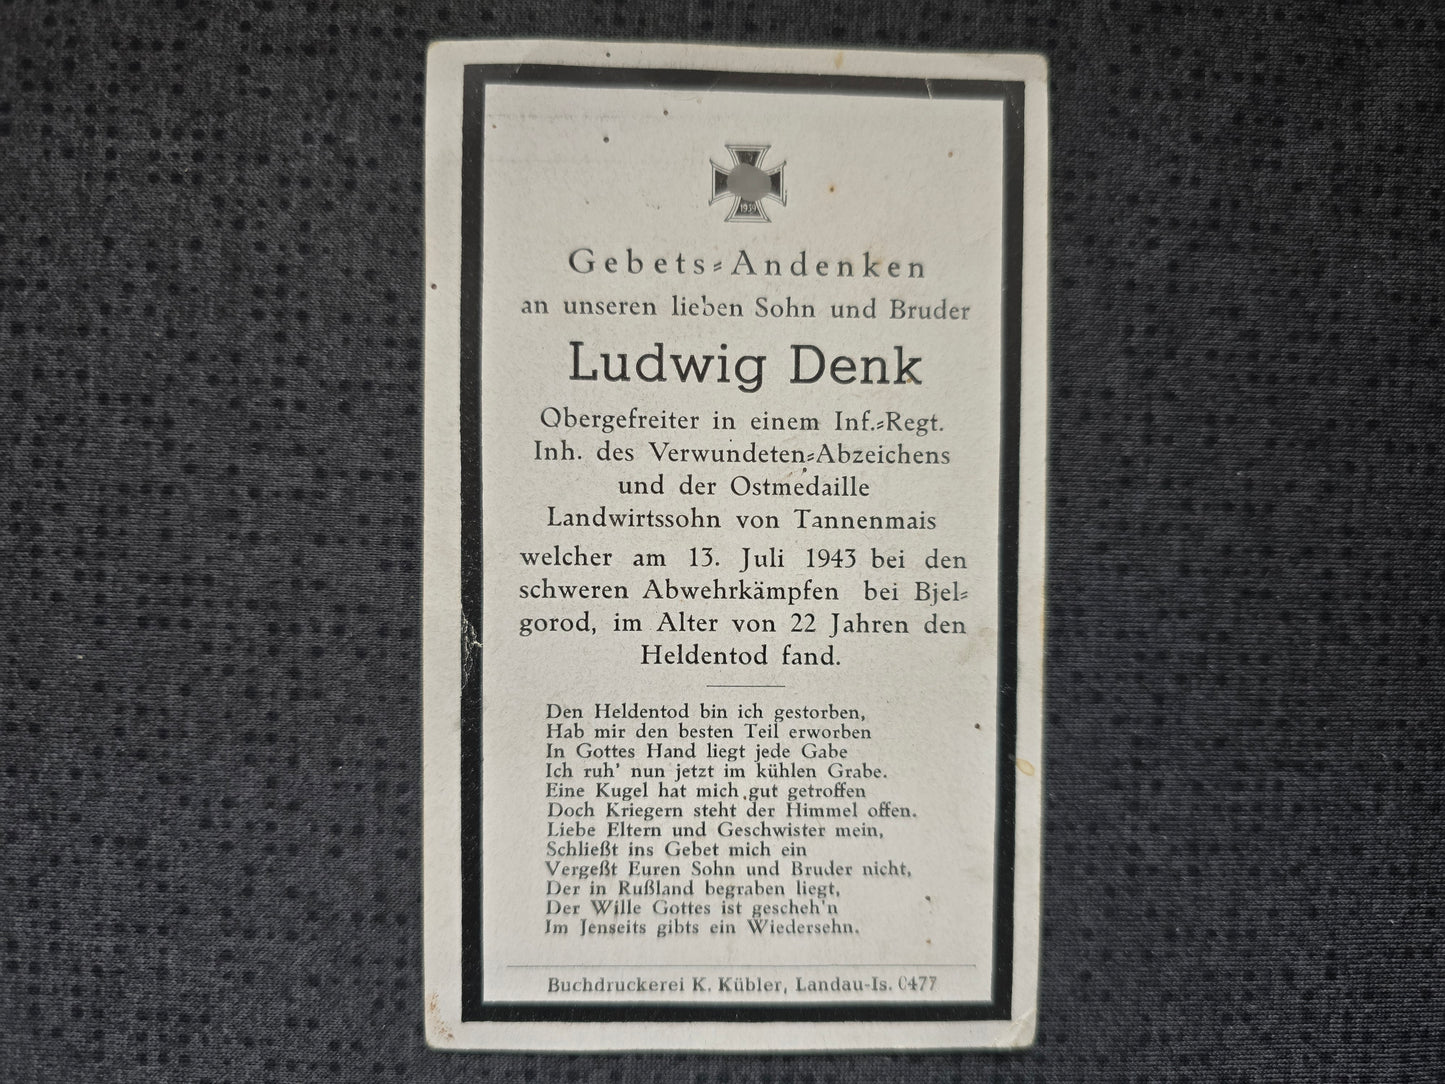 1939
Gebets-Andenken
an unseren lieben Sohn und Bruder
Ludwig Denk
Obergefreiter in einem Inf.-Regt.
Inh. des Verwundeten-Abzeichens
und der Ostmedaille
Landwirtssohn von Tannenmais
welcher am 13. Juli 1943 bei den
schweren Abwehrkämpfen bei Bjel-
gorod, im Alter von 22 Jahren den
Heldentod fand.
Den Heldentod bin ich gestorben,
Hab mir den besten Teil erworben
In Gottes Hand liegt jede Gabe
Ich ruh' nun jetzt im kühlen Grabe.
Eine Kugel hat mich gut getroffen
Doch Kriegern steht der Himmel offen.
Liebe Eltern und Geschwister mein,
Schließt ins Gebet mich ein
Vergeßt Euren Sohn und Bruder nicht,
Der in Rußland begraben liegt,
Der Wille Gottes ist gescheh'n
Im Jenseits gibts ein Wiedersehn.
Buchdruckerei K. Kübler, Landau-Is. 0477